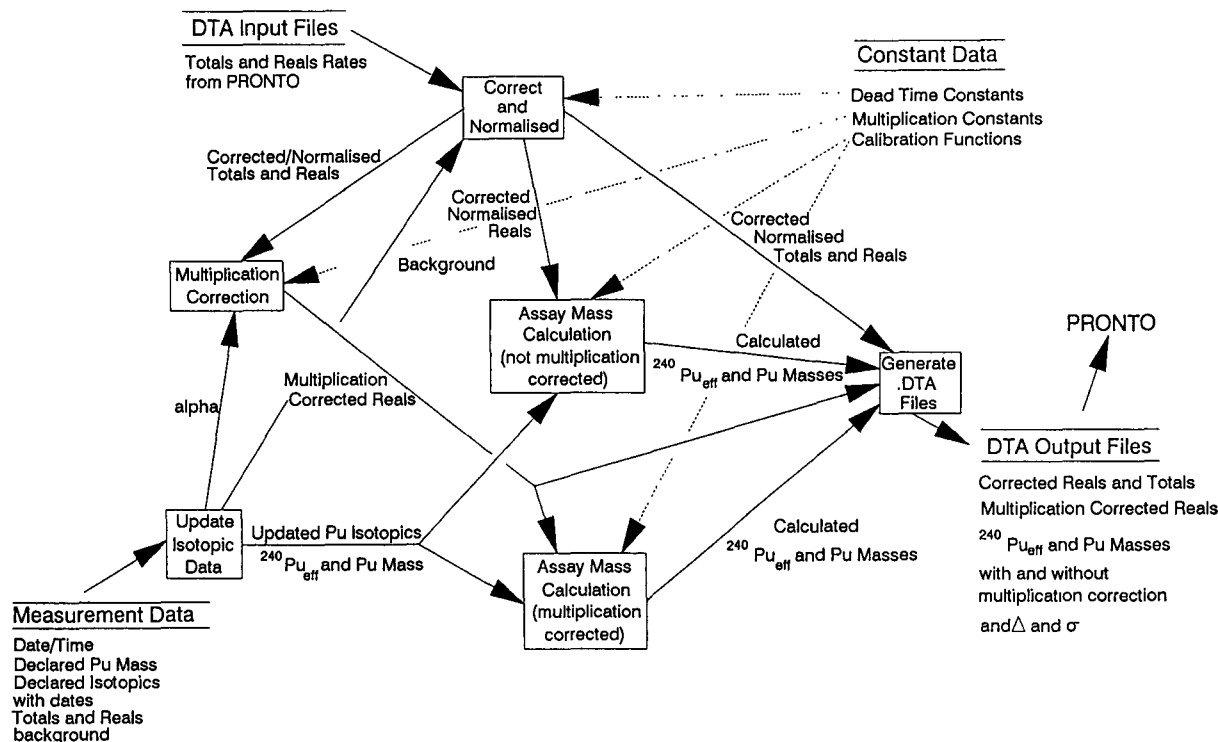 DTA Input Files
Totals and Reals Rates
from PRONTO
Correct
and
Normalised
Constant Data
Dead Time Constants
Multiplication Constants
Calibration Functions
Corrected/Normalised
Totals and Reals
Corrected
Normalised
Reals
Background
Corrected
Normalised
Totals and Reals
Multiplication
Correction
Assay Mass
Calculation
(not multiplication
corrected)
Calculated
240 Pueff and Pu Masses
PRONTO
Generate
.DTA
Files
Multiplication
Corrected Reals
alpha
DTA Output Files
Corrected Reals and Totals
Multiplication Corrected Reals
240 Pueff and Pu Masses
with and without
multiplication correction
and Δ and σ
Update
Isotopic
Data
Updated Pu Isotopics
240 Pueff and Pu Mass
Assay Mass
Calculation
(multiplication
corrected)
Calculated
240 Pueff and Pu Masses
Measurement Data
Date/Time
Declared Pu Mass
Declared Isotopics
with dates
Totals and Reals
background